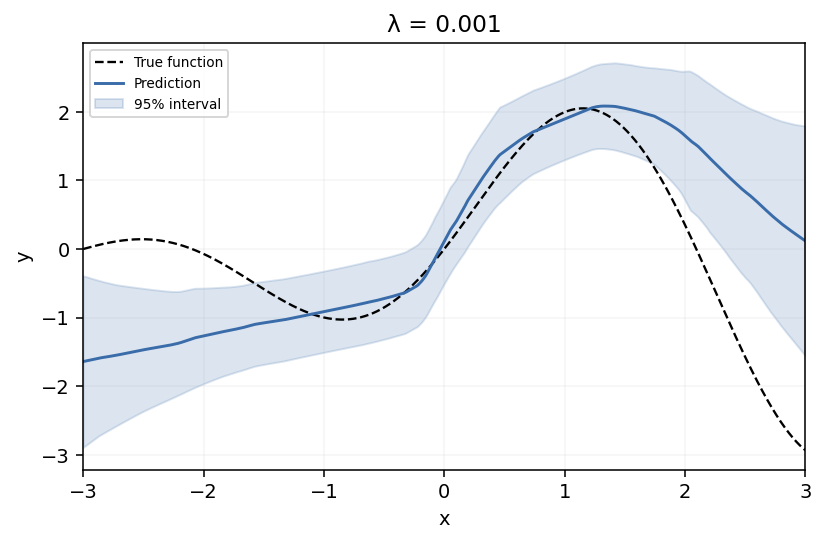 λ = 0.001
True function
Prediction
95% interval
y
2
1
0
−1
−2
−3
−3 −2 −1 0 1 2 3
x